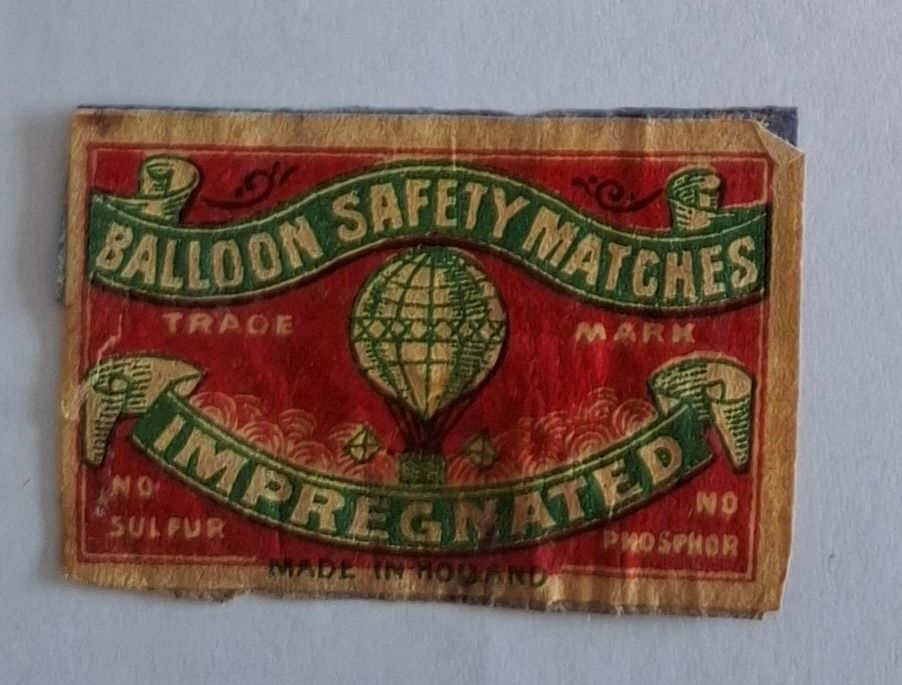 BALLOON SAFETY MATCHES
TRADE MARK
IMPREGNATED
NO
SULFUR
NO
PHOSPHOR
MADE IN HOLLAND